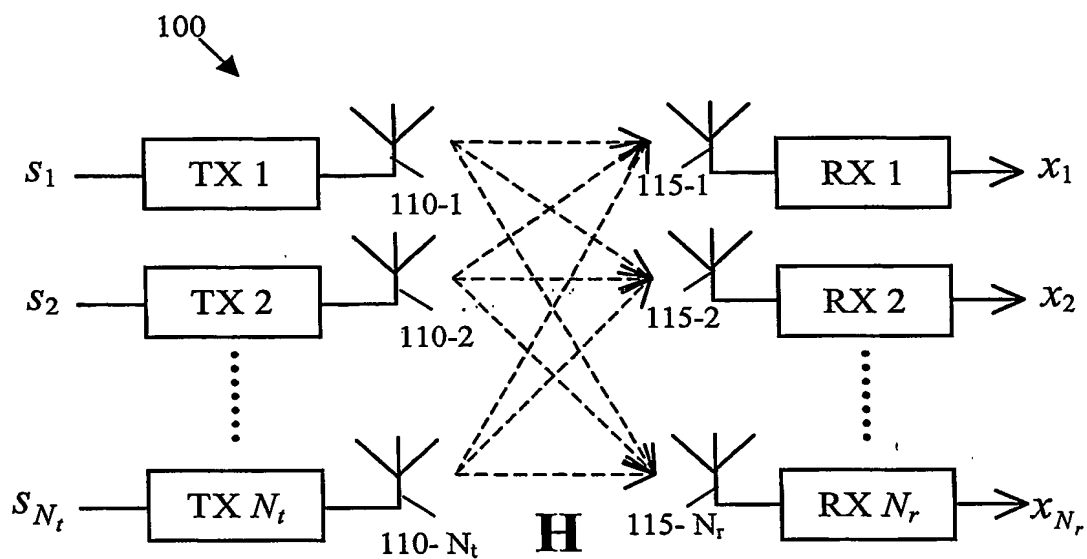 100
s1 TX 1 110-1 115-1 RX 1 x1
s2 TX 2 110-2 115-2 RX 2 x2
sNt TX Nt 110- Nt H 115- Nr RX Nr xNr